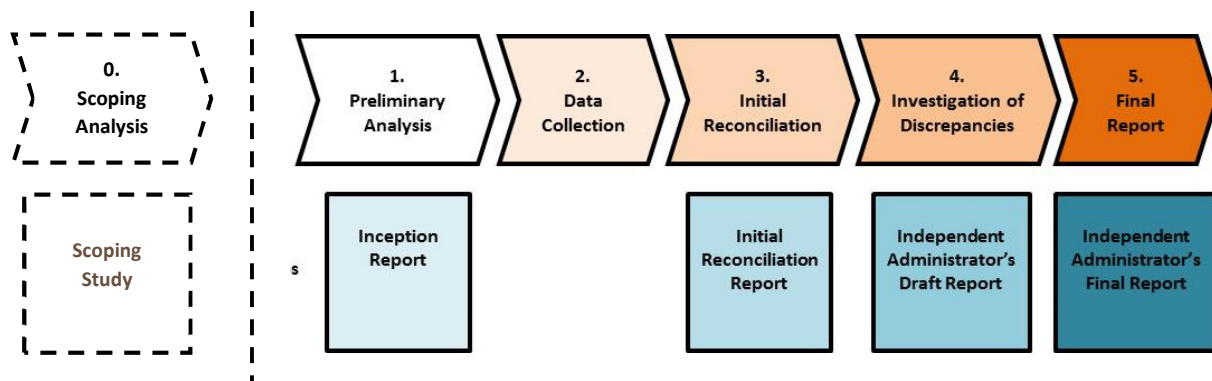 0.
Scoping
Analysis
1.
Preliminary
Analysis
2.
Data
Collection
3.
Initial
Reconciliation
4.
Investigation of
Discrepancies
5.
Final
Report
Scoping
Study
s
Inception
Report
Initial
Reconciliation
Report
Independent
Administrator's
Draft Report
Independent
Administrator's
Final Report